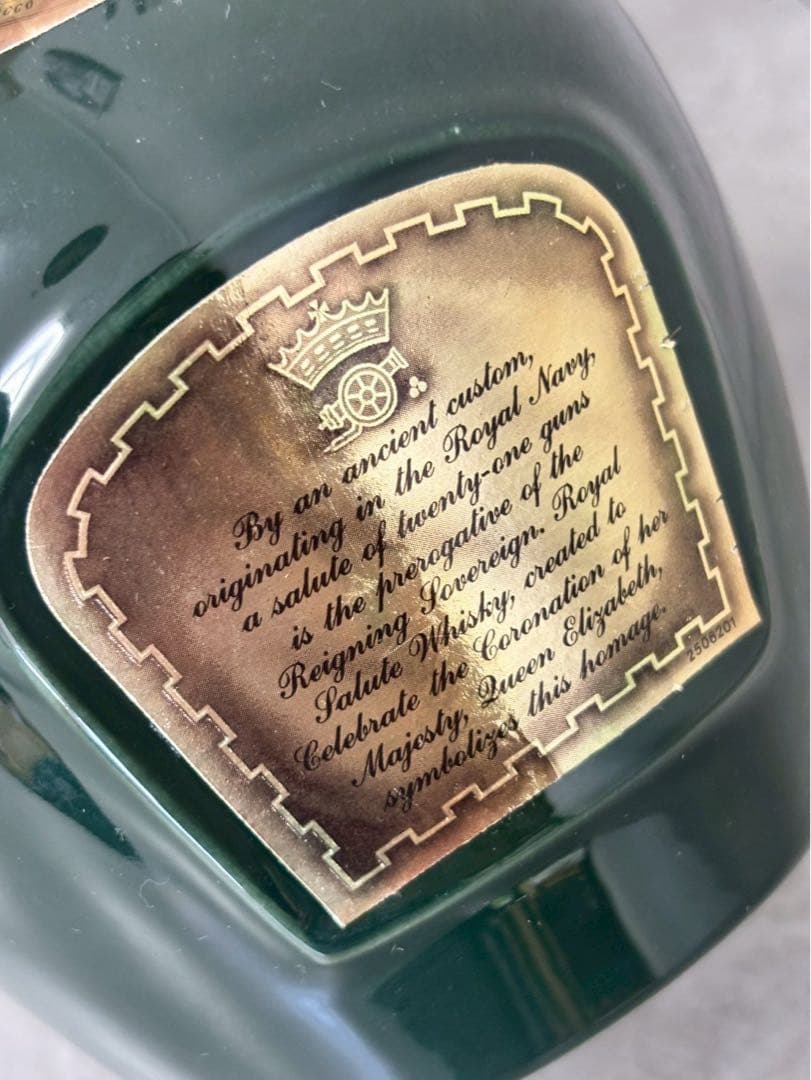 By an ancient custom,
originating in the Royal Navy,
a salute of twenty-one guns
is the prerogative of the
Reigning Sovereign. Royal
Salute Whisky, created to
Celebrate the Coronation of her
Majesty, Queen Elizabeth,
symbolizes this homage.
2506201